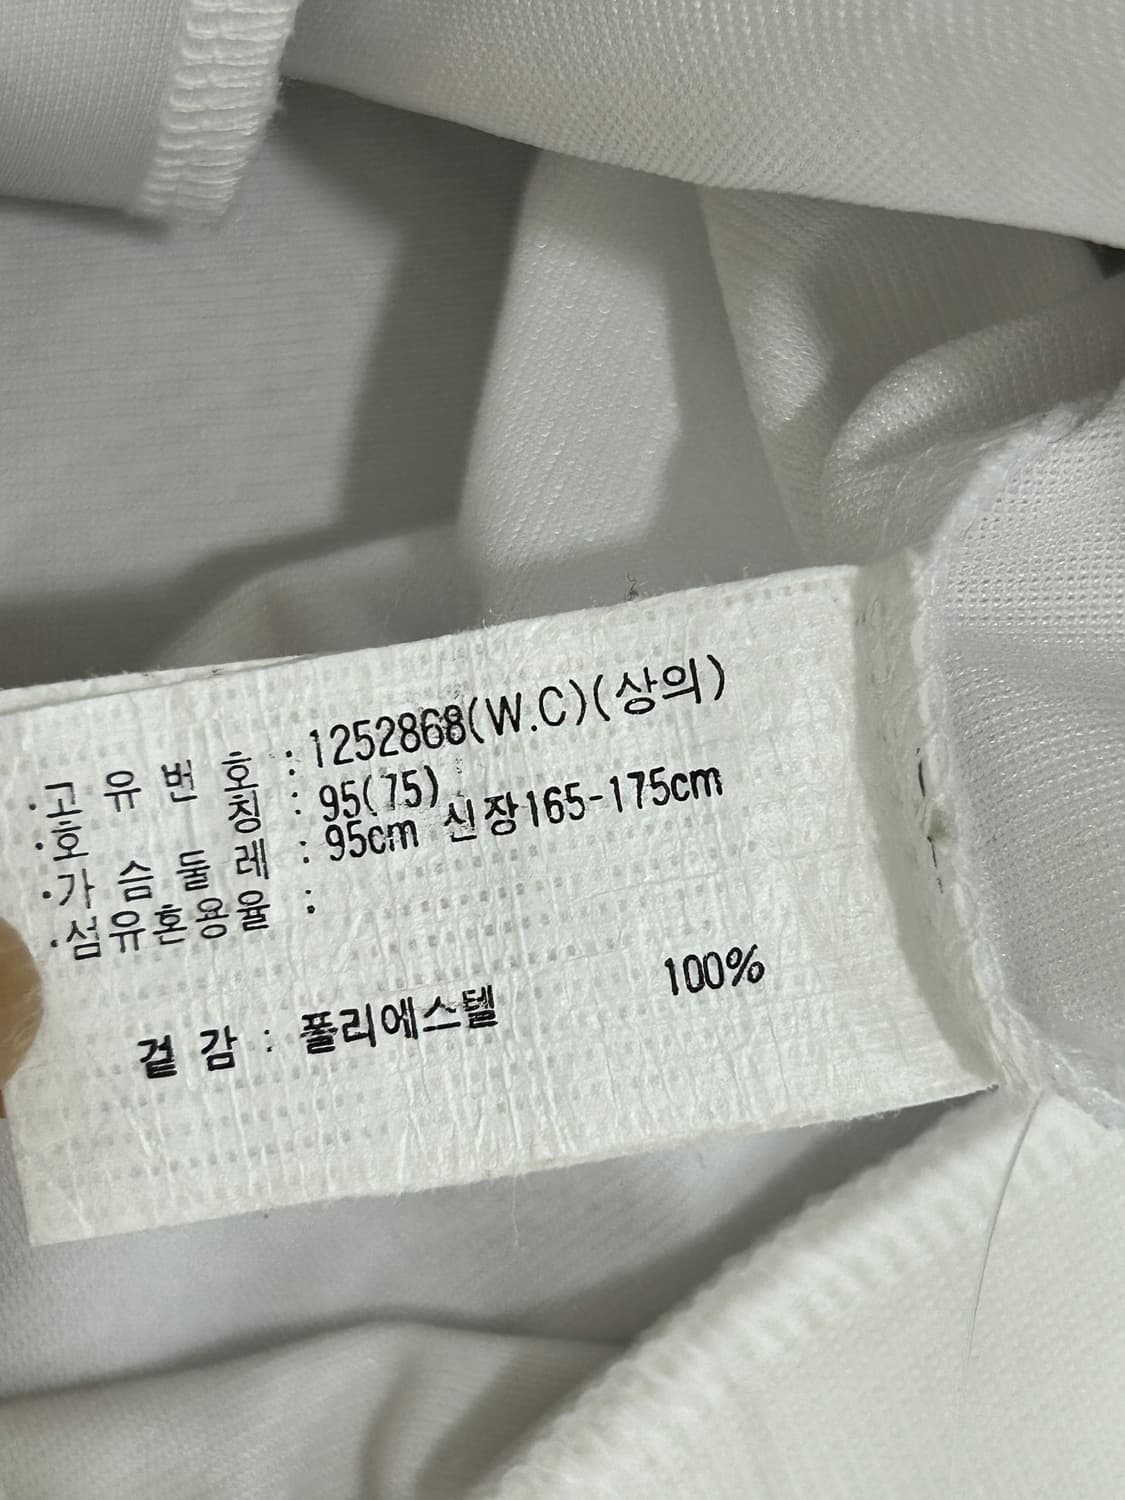 ·고 유 번 호 : 1252868(W.C)(상의)
·호 칭 : 95(75)
·가 슴 둘 레 : 95cm 신장165-175cm
·섬유혼용율 :
겉 감 : 폴리에스텔 100%